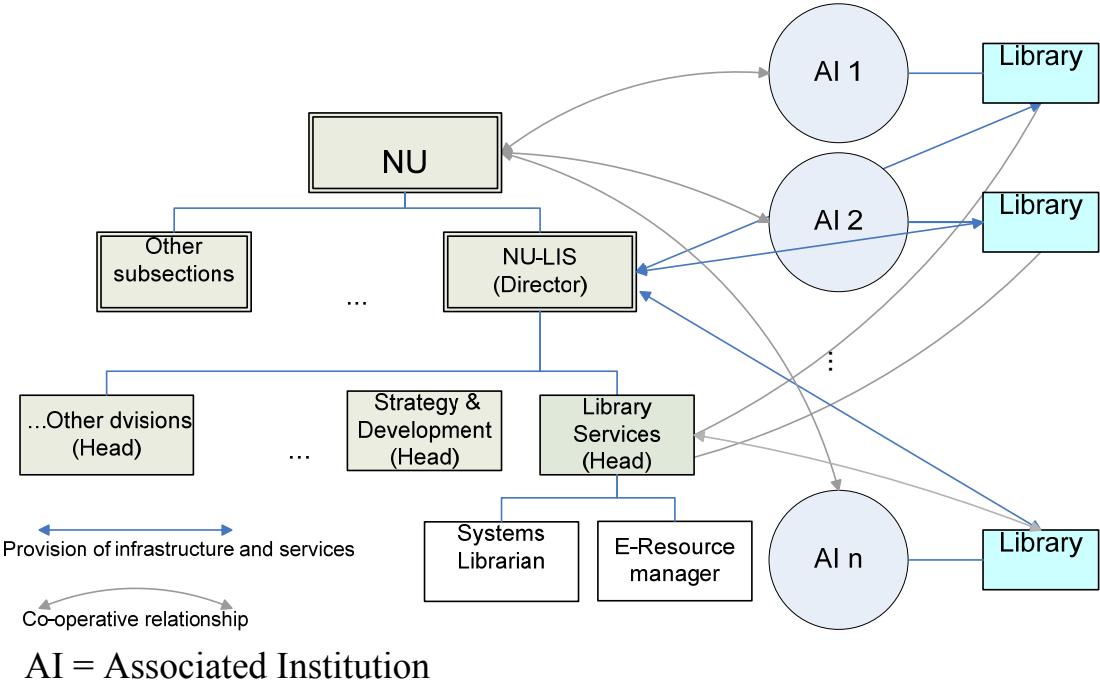 AI 1
Library
NU
AI 2
Library
Other
subsections
...
NU-LIS
(Director)
...
...Other dvisions
(Head)
...
Strategy &
Development
(Head)
Library
Services
(Head)
Systems
Librarian
E-Resource
manager
AI n
Library
Provision of infrastructure and services
Co-operative relationship
AI = Associated Institution